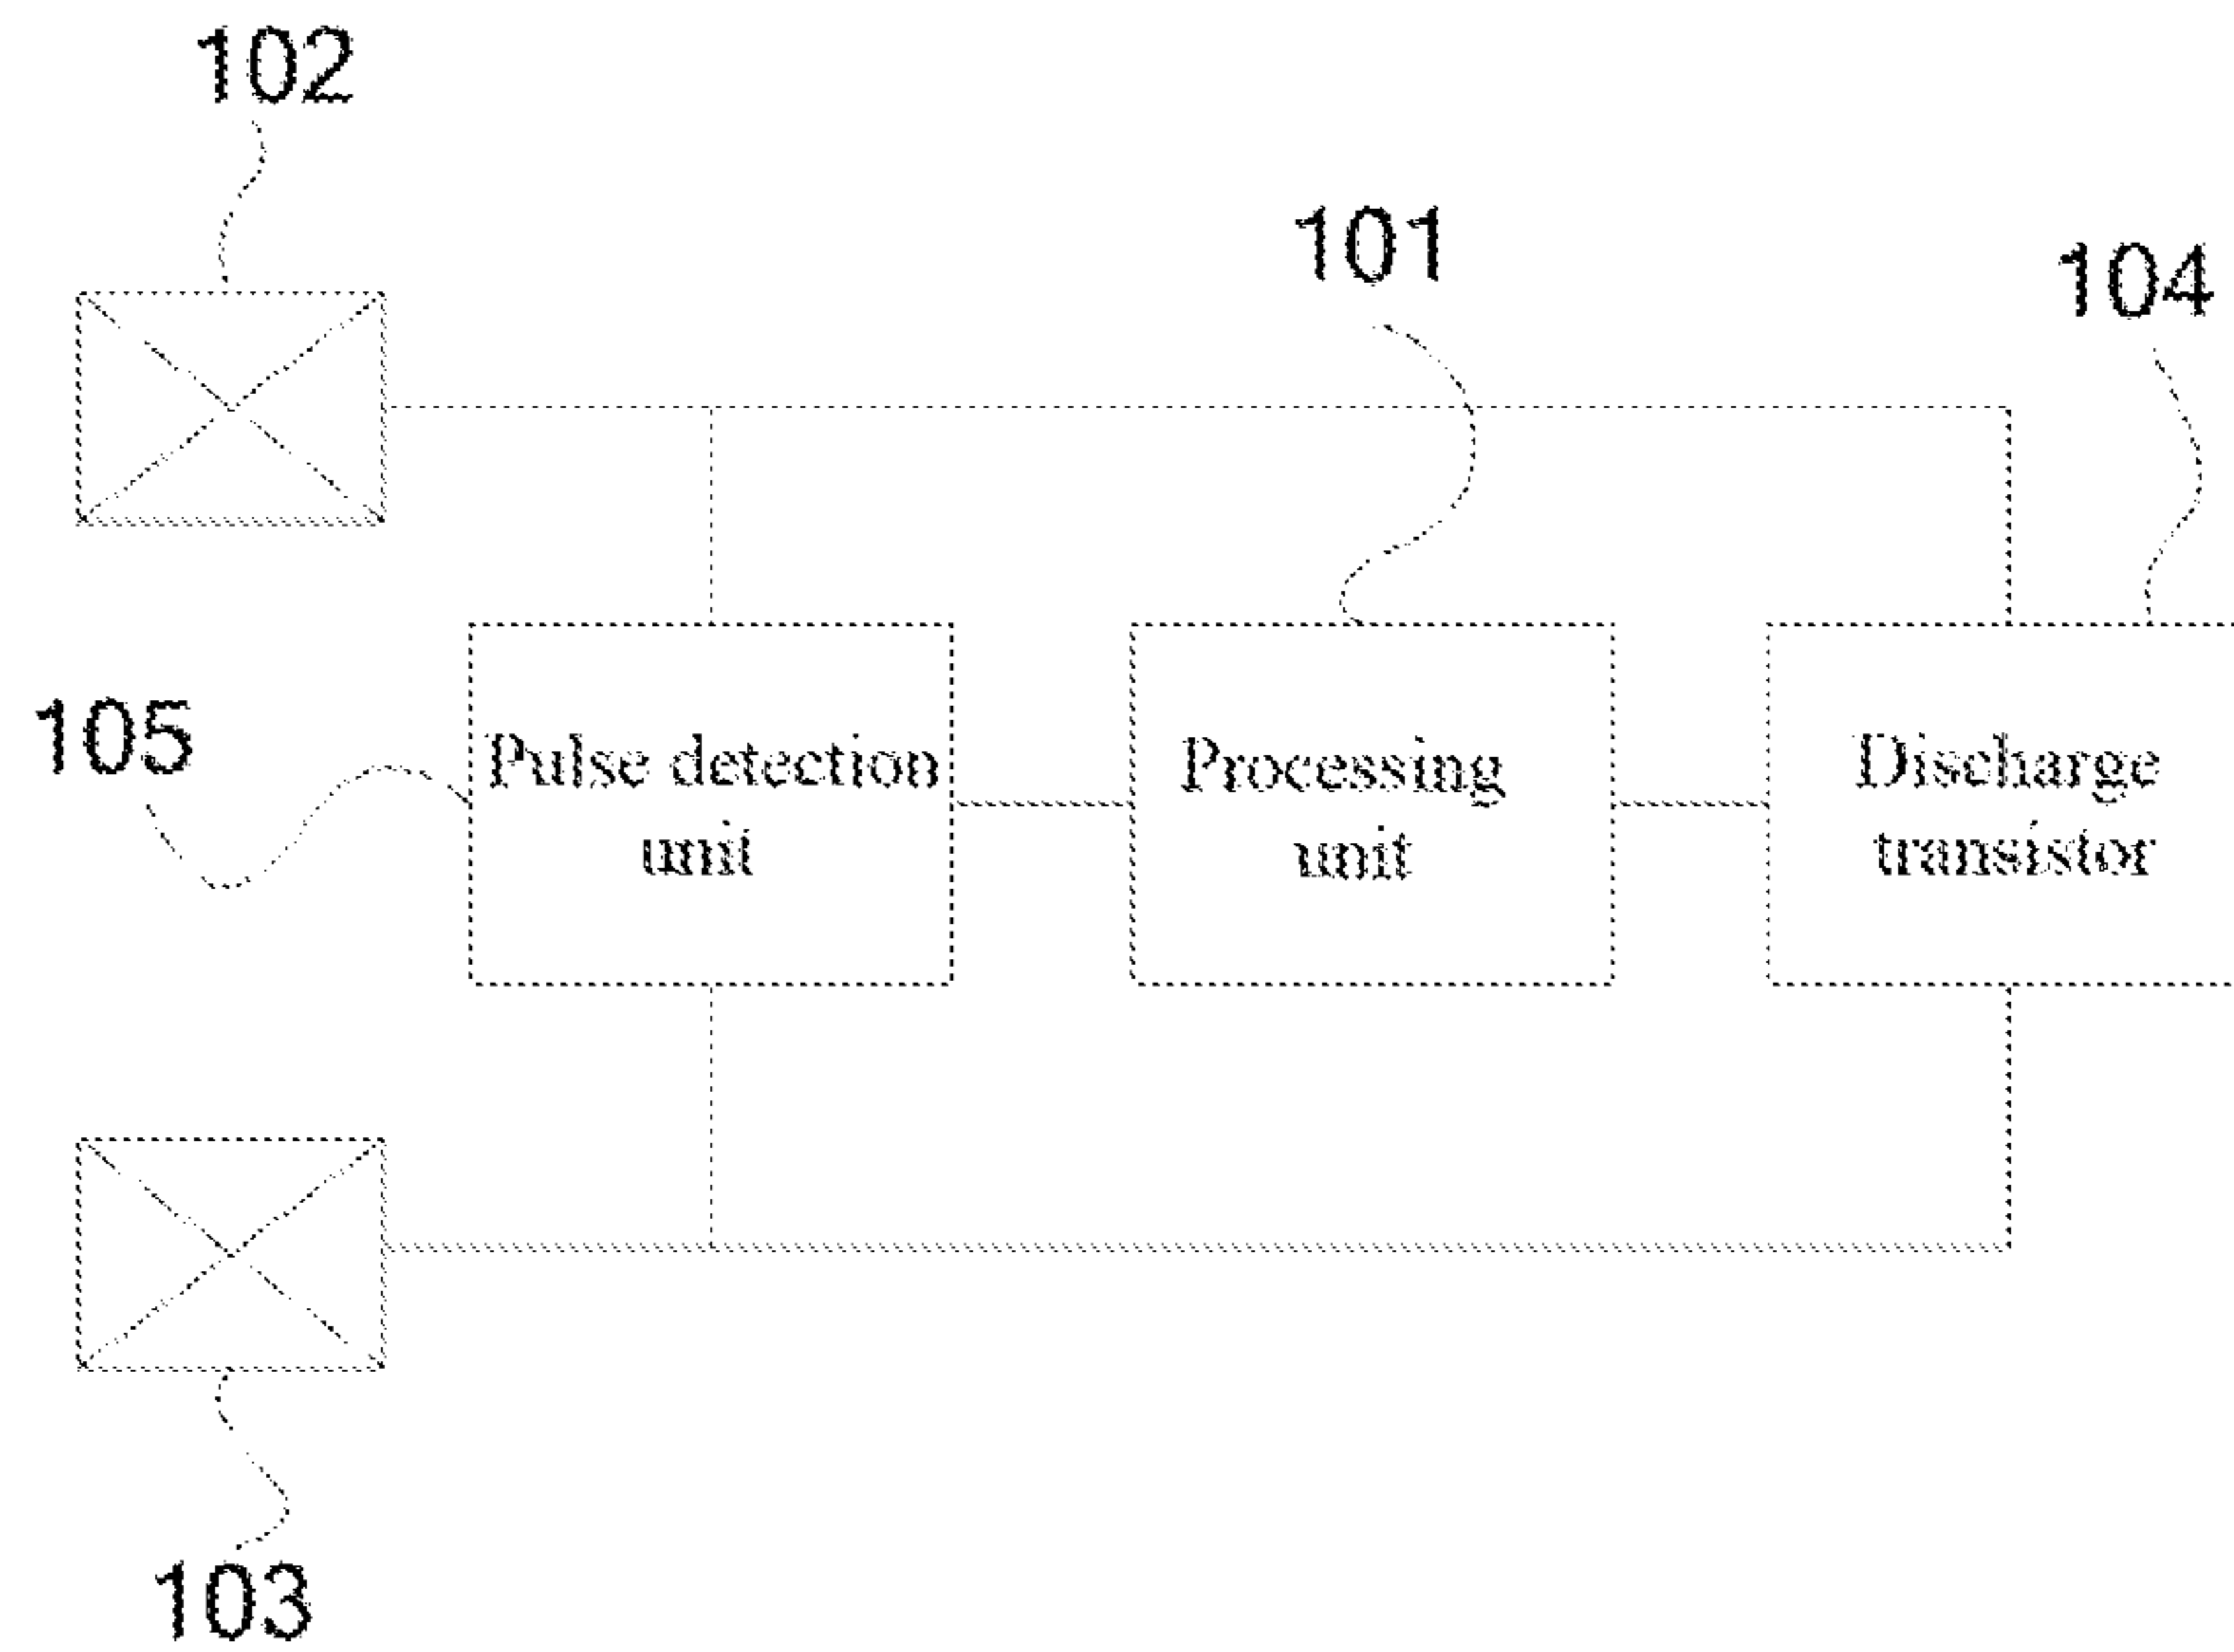 102
101
104
105
Pulse detection
unit
Processing
unit
Discharge
transistor
103